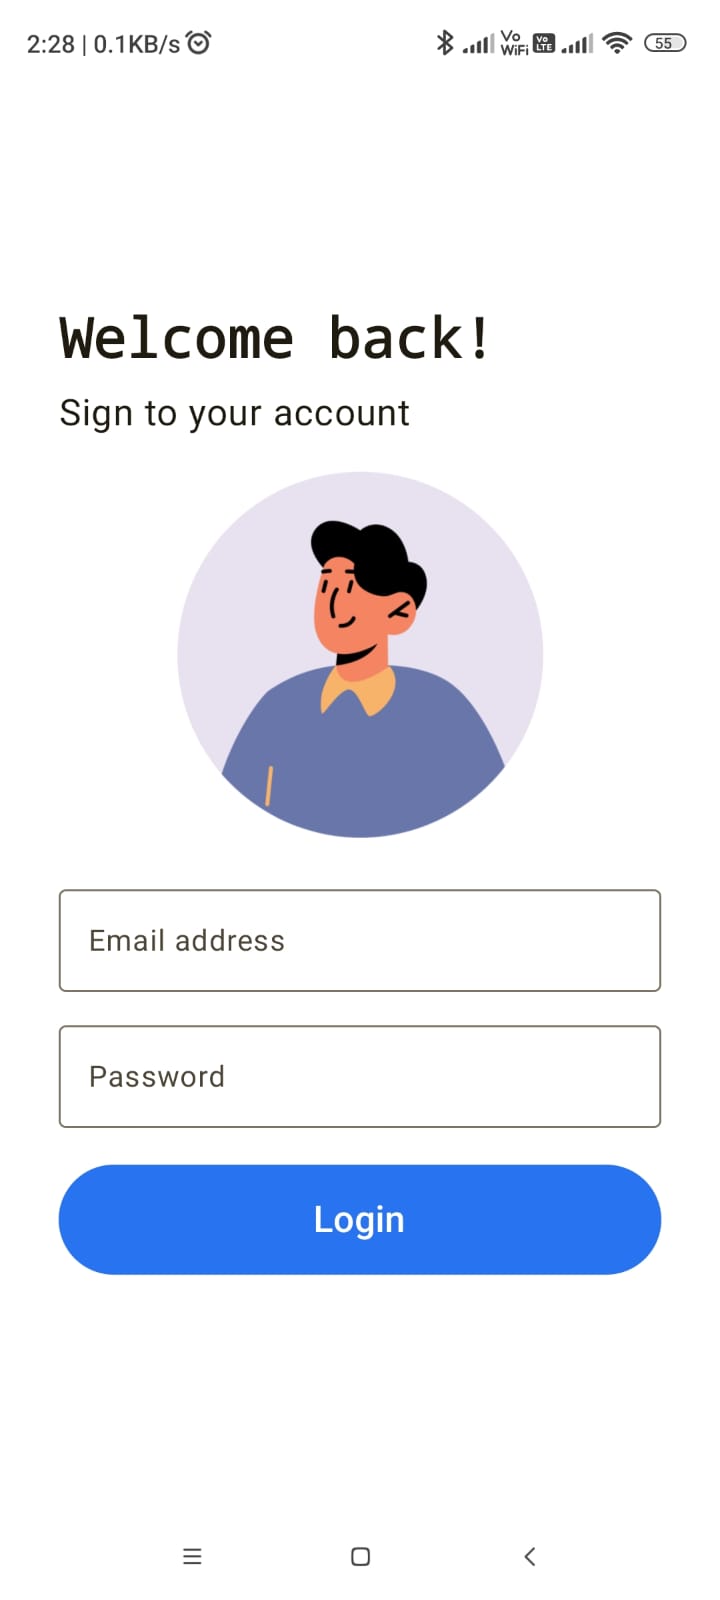 2:28 | 0.1KB/s Vo WiFi Vo LTE 55
Welcome back!
Sign to your account
Email address
Password
Login